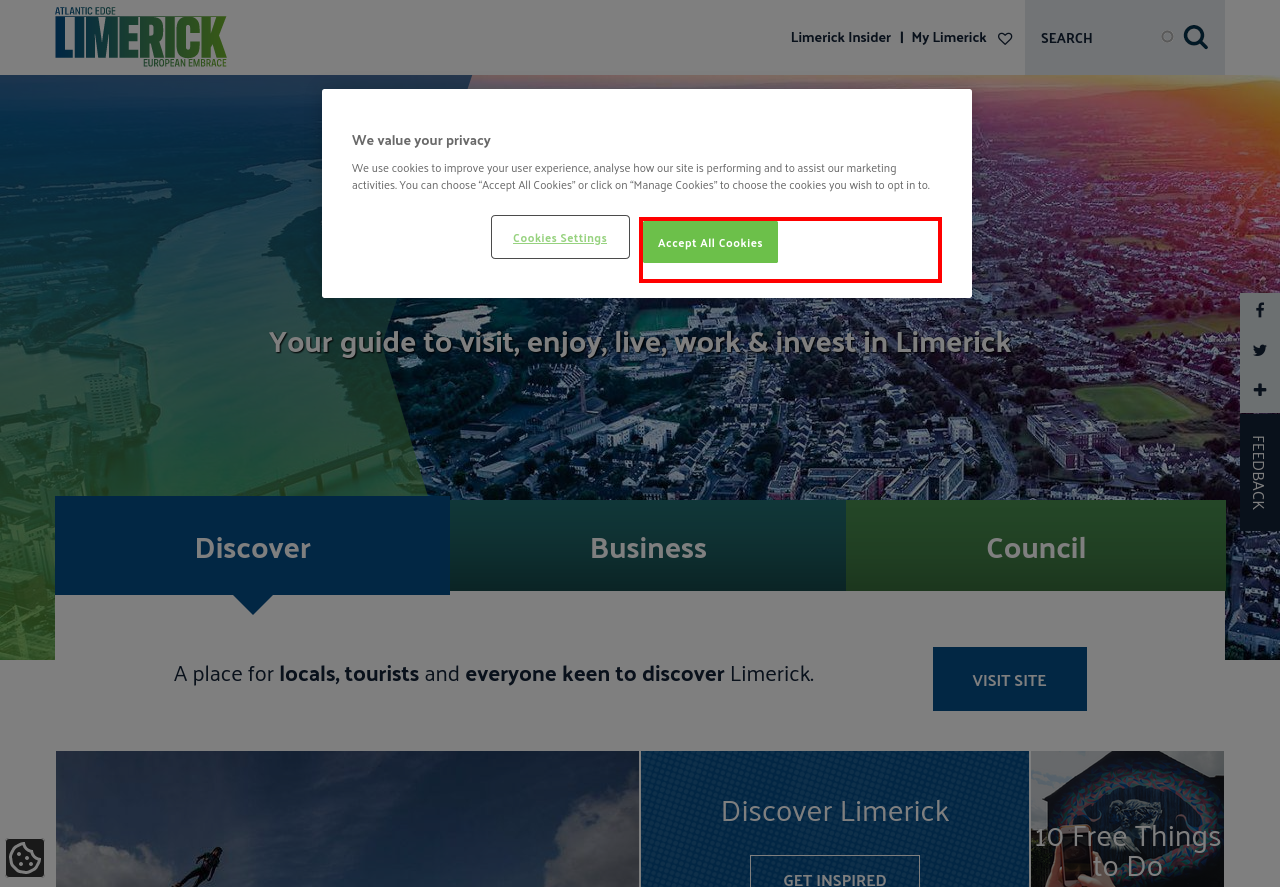 ATLANTIC EDGE
LIMERICK
EUROPEAN EMBRACE
Limerick Insider | My Limerick
SEARCH
We value your privacy
We use cookies to improve your user experience, analyse how our site is performing and to assist our marketing
activities. You can choose "Accept All Cookies" or click on "Manage Cookies" to choose the cookies you wish to opt in to.
Cookies Settings
Accept All Cookies
Your guide to visit, enjoy, live, work & invest in Limerick
FEEDBACK
Discover
Business
Council
A place for locals, tourists and everyone keen to discover Limerick.
VISIT SITE
Discover Limerick
GET INSPIRED
10 Free Things
to Do